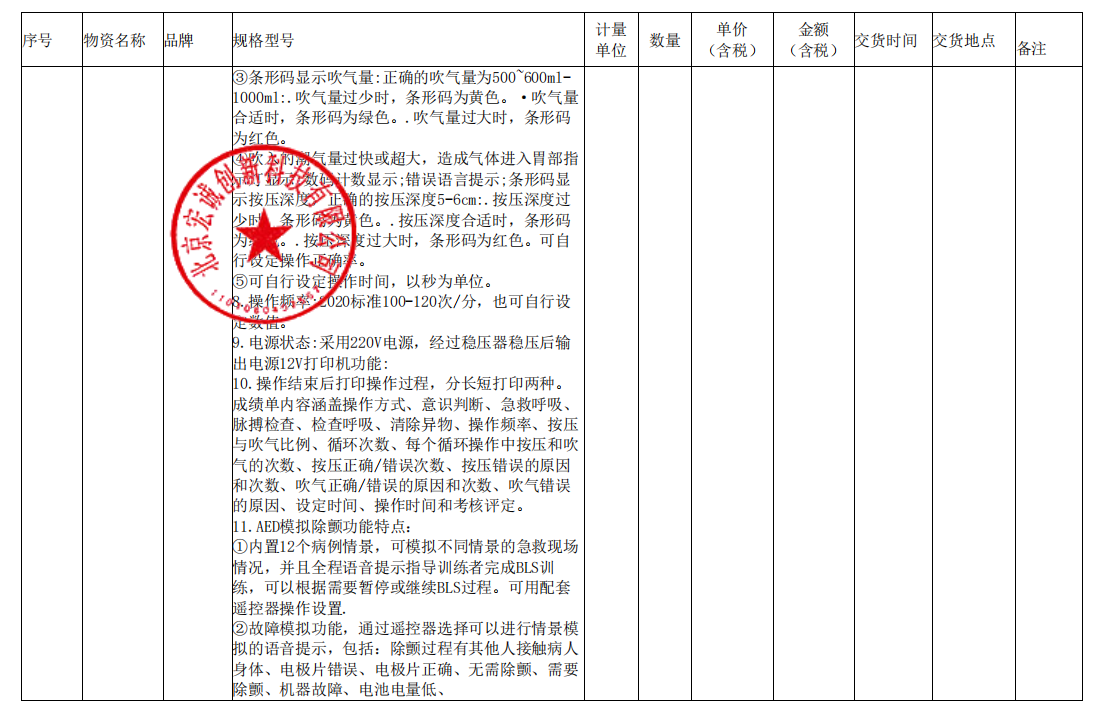 序号 物资名称 品牌 规格型号 计量单位 数量 单价（含税） 金额（含税） 交货时间 交货地点 备注
③条形码显示吹气量:正确的吹气量为500~600ml-
1000ml:.吹气量过少时，条形码为黄色。·吹气量
合适时，条形码为绿色。.吹气量过大时，条形码
为红色。
④吹入的潮气量过快或超大，造成气体进入胃部指
示灯显示;数码计数显示;错误语言提示;条形码显
示按压深度，正确的按压深度5-6cm:.按压深度过
少时，条形码为黄色。.按压深度合适时，条形码
为绿色。.按压深度过大时，条形码为红色。可自
行设定操作正确率。
⑤可自行设定操作时间，以秒为单位。
8.操作频率:2020标准100-120次/分，也可自行设
定数值。
9.电源状态:采用220V电源，经过稳压器稳压后输
出电源12V打印机功能:
10.操作结束后打印操作过程，分长短打印两种。
成绩单内容涵盖操作方式、意识判断、急救呼吸、
脉搏检查、检查呼吸、清除异物、操作频率、按压
与吹气比例、循环次数、每个循环操作中按压和吹
气的次数、按压正确/错误次数、按压错误的原因
和次数、吹气正确/错误的原因和次数、吹气错误
的原因、设定时间、操作时间和考核评定。
11.AED模拟除颤功能特点：
①内置12个病例情景，可模拟不同情景的急救现场
情况，并且全程语音提示指导训练者完成BLS训
练，可以根据需要暂停或继续BLS过程。可用配套
遥控器操作设置.
②故障模拟功能，通过遥控器选择可以进行情景模
拟的语音提示，包括：除颤过程有其他人接触病人
身体、电极片错误、电极片正确、无需除颤、需要
除颤、机器故障、电池电量低、
北京宏诚创新科技有限公司